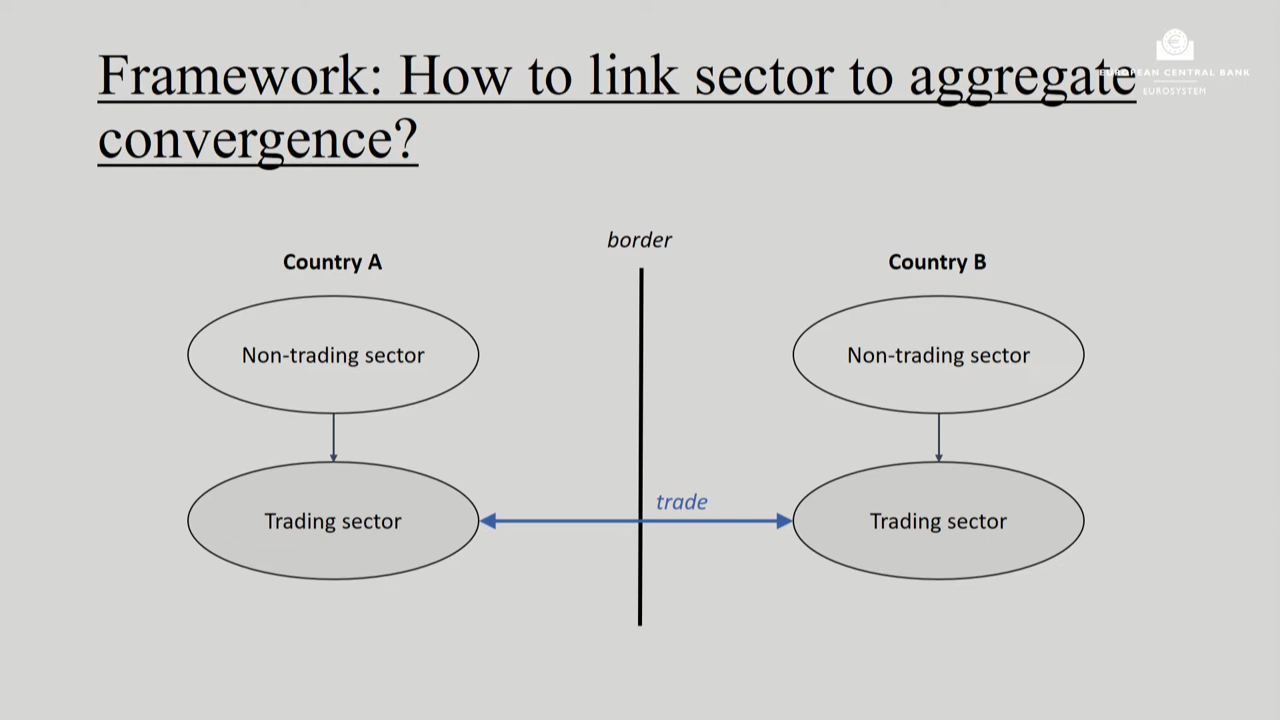 Framework: How to link sector to aggregate
convergence?
EUROPEAN CENTRAL BANK
EUROSYSTEM
border
Country A
Country B
Non-trading sector
Non-trading sector
trade
Trading sector
Trading sector